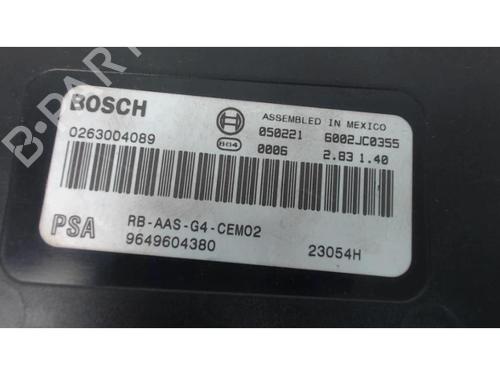 B-PARTS
BOSCH
ASSEMBLED IN MEXICO
0263004089
050221 6002JC0355
804
0006 2.83 1.40
PSA
RB-AAS-G4-CEM02
9649604380
23054H